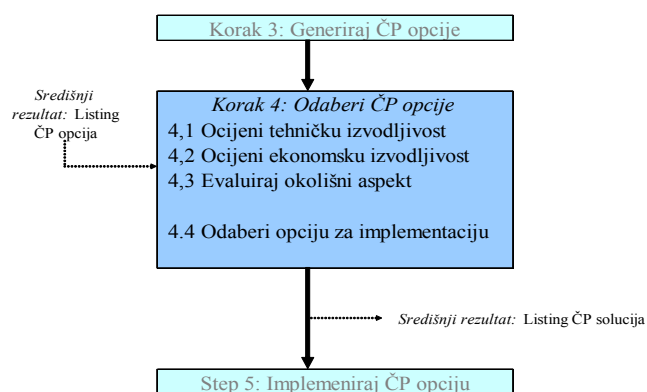 Korak 3: Generiraj ČP opcije
Središnji
rezultat: Listing
ČP opcija
Korak 4: Odaberi ČP opcije
4,1 Ocijeni tehničku izvodljivost
4,2 Ocijeni ekonomsku izvodljivost
4,3 Evaluiraj okolišni aspekt
4.4 Odaberi opciju za implementaciju
Središnji rezultat: Listing ČP solucija
Step 5: Implemeniraj ČP opciju